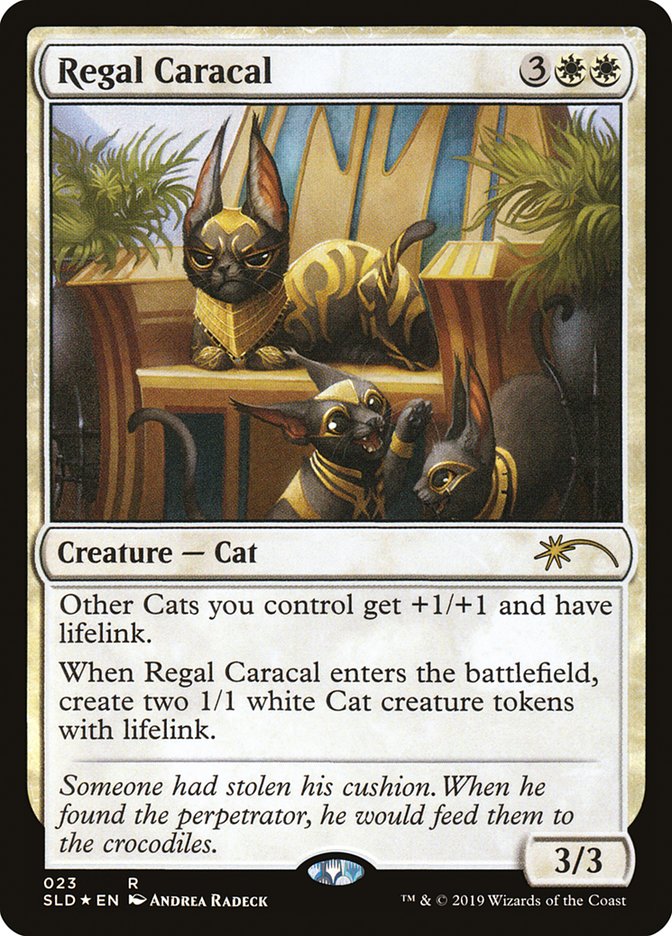 Regal Caracal 3
Creature — Cat
Other Cats you control get +1/+1 and have
lifelink.
When Regal Caracal enters the battlefield,
create two 1/1 white Cat creature tokens
with lifelink.
Someone had stolen his cushion. When he
found the perpetrator, he would feed them to
the crocodiles.
3/3
023 R
SLD★EN Andrea Radeck
™ & © 2019 Wizards of the Coast